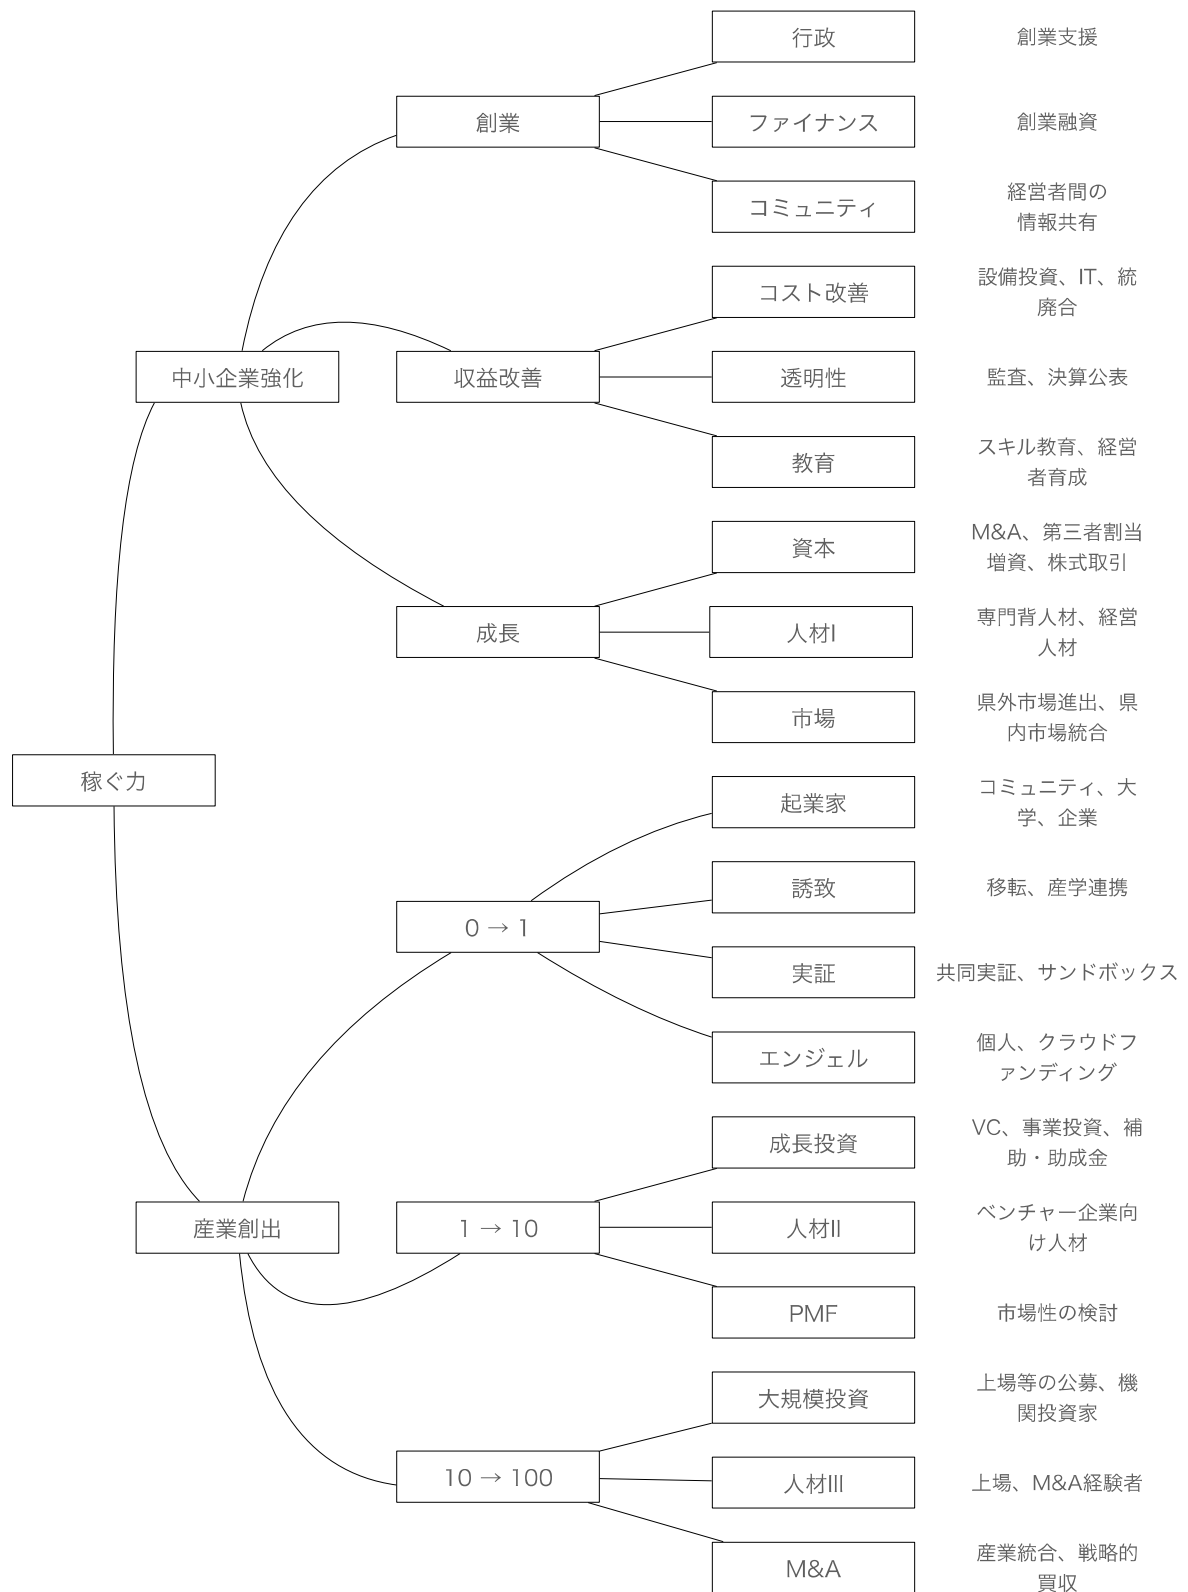 行政
創業支援
創業
ファイナンス
創業融資
コミュニティ
経営者間の
情報共有
コスト改善
設備投資、IT、統
廃合
中小企業強化
収益改善
透明性
監査、決算公表
教育
スキル教育、経営
者育成
資本
M&A、第三者割当
増資、株式取引
成長
人材I
専門背人材、経営
人材
市場
県外市場進出、県
内市場統合
稼ぐ力
起業家
コミュニティ、大
学、企業
誘致
移転、産学連携
0 → 1
実証
共同実証、サンドボックス
エンジェル
個人、クラウドフ
ァンディング
成長投資
VC、事業投資、補
助・助成金
産業創出
1 → 10
人材II
ベンチャー企業向
け人材
PMF
市場性の検討
大規模投資
上場等の公募、機
関投資家
10 → 100
人材III
上場、M&A経験者
M&A
産業統合、戦略的
買収